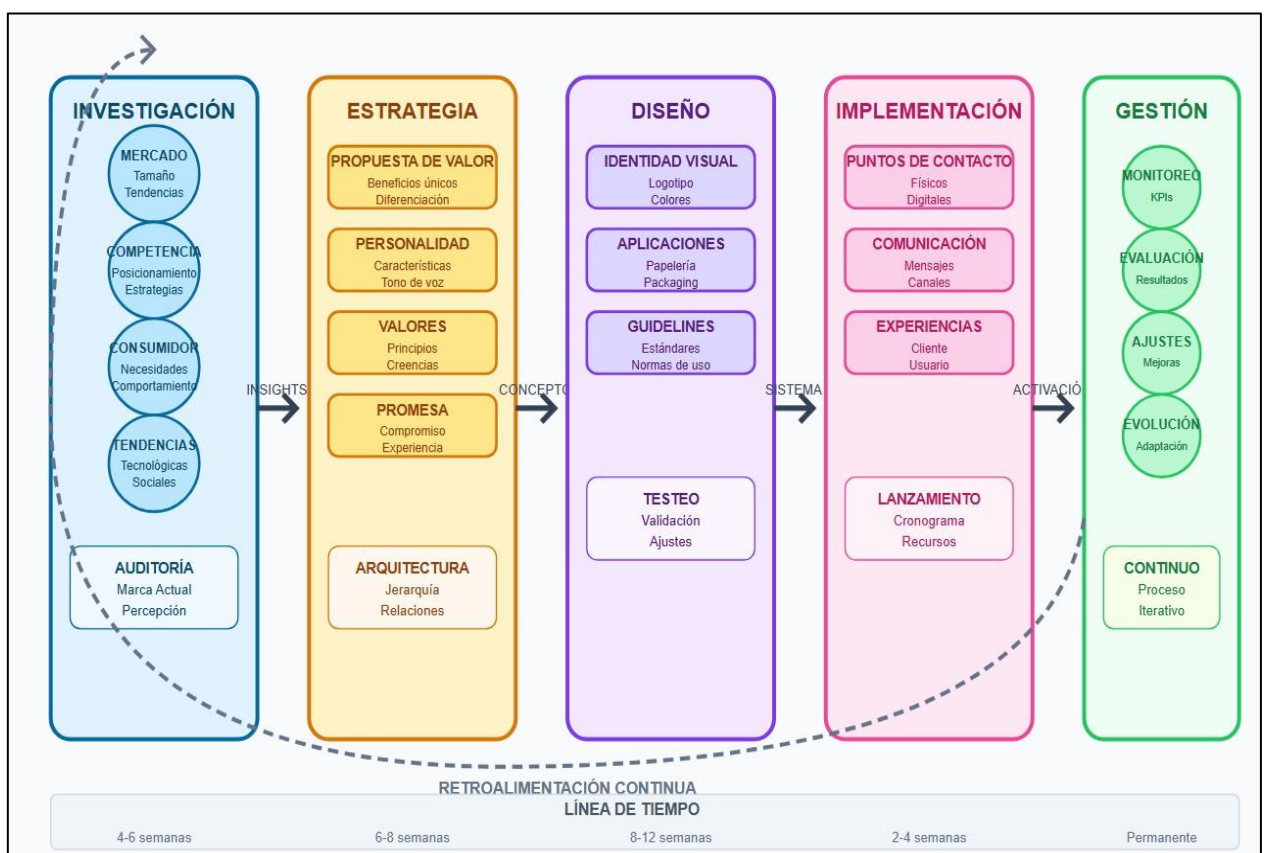 INVESTIGACIÓN
MERCADO
Tamaño
Tendencias
COMPETENCIA
Posicionamiento
Estrategias
CONSUMIDOR
Necesidades
Comportamiento
TENDENCIAS
Tecnológicas
Sociales
AUDITORÍA
Marca Actual
Percepción
INSIGHTS
ESTRATEGIA
PROPUESTA DE VALOR
Beneficios únicos
Diferenciación
PERSONALIDAD
Características
Tono de voz
VALORES
Principios
Creencias
PROMESA
Compromiso
Experiencia
ARQUITECTURA
Jerarquía
Relaciones
CONCEPTO
DISEÑO
IDENTIDAD VISUAL
Logotipo
Colores
APLICACIONES
Papelería
Packaging
GUIDELINES
Estándares
Normas de uso
TESTEO
Validación
Ajustes
SISTEMA
IMPLEMENTACIÓN
PUNTOS DE CONTACTO
Físicos
Digitales
COMUNICACIÓN
Mensajes
Canales
EXPERIENCIAS
Cliente
Usuario
LANZAMIENTO
Cronograma
Recursos
ACTIVACIÓ
GESTIÓN
MONITOREO
KPIs
EVALUACIÓN
Resultados
AJUSTES
Mejoras
EVOLUCIÓN
Adaptación
CONTINUO
Proceso
Iterativo
RETROALIMENTACIÓN CONTINUA
LÍNEA DE TIEMPO
4-6 semanas
6-8 semanas
8-12 semanas
2-4 semanas
Permanente